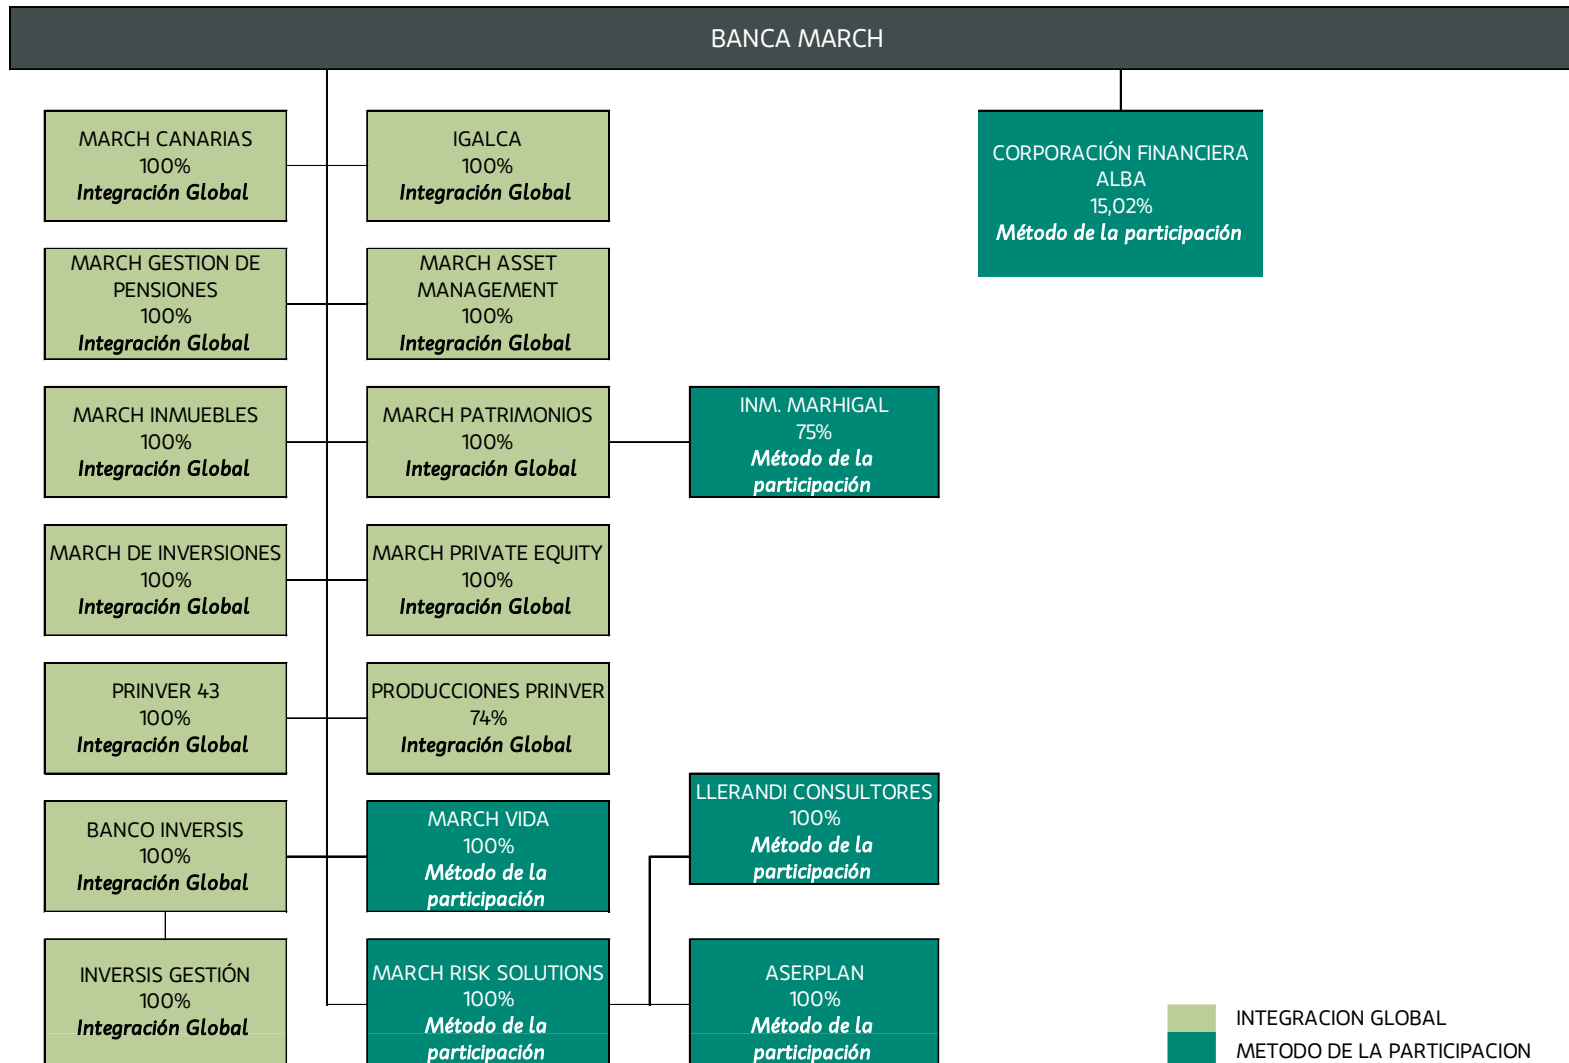 BANCA MARCH
MARCH CANARIAS
100%
Integración Global
IGALCA
100%
Integración Global
CORPORACIÓN FINANCIERA
ALBA
15,02%
Método de la participación
MARCH GESTION DE
PENSIONES
100%
Integración Global
MARCH ASSET
MANAGEMENT
100%
Integración Global
MARCH INMUEBLES
100%
Integración Global
MARCH PATRIMONIOS
100%
Integración Global
INM. MARHIGAL
75%
Método de la
participación
MARCH DE INVERSIONES
100%
Integración Global
MARCH PRIVATE EQUITY
100%
Integración Global
PRINVER 43
100%
Integración Global
PRODUCCIONES PRINVER
74%
Integración Global
BANCO INVERSIS
100%
Integración Global
MARCH VIDA
100%
Método de la
participación
LLERANDI CONSULTORES
100%
Método de la
participación
INVERSIS GESTIÓN
100%
Integración Global
MARCH RISK SOLUTIONS
100%
Método de la
participación
ASERPLAN
100%
Método de la
participación
INTEGRACION GLOBAL
METODO DE LA PARTICIPACION